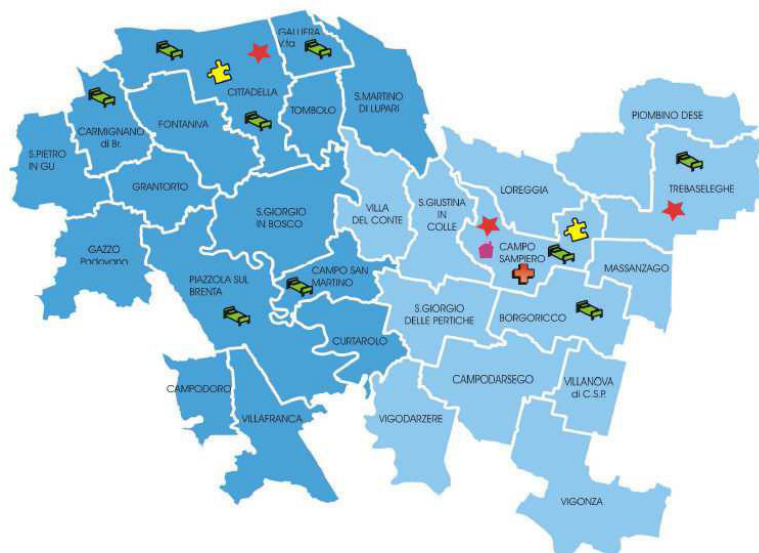 GALLIERA
V.ta
CITTADELLA
S.MARTINO
DI LUPARI
TOMBOLO
FONTANIVA
CARMIGNANO
di Br.
S.PIETRO
IN GU
GRANTORTO
GAZZO
Padovano
S.GIORGIO
IN BOSCO
VILLA
DEL CONTE
S.GIUSTINA
IN
COLLE
LOREGGIA
PIOMBINO DESE
TREBASELEGHE
CAMPO
SAMPIERO
MASSANZAGO
PIAZZOLA SUL
BRENTA
CAMPO SAN
MARTINO
CURTAROLO
S.GIORGIO
DELLE PERTICHE
BORGORICCO
CAMPODORO
VILLAFRANCA
VIGODARZERE
CAMPODARSEGO
VILLANOVA
di C.S.P.
VIGONZA